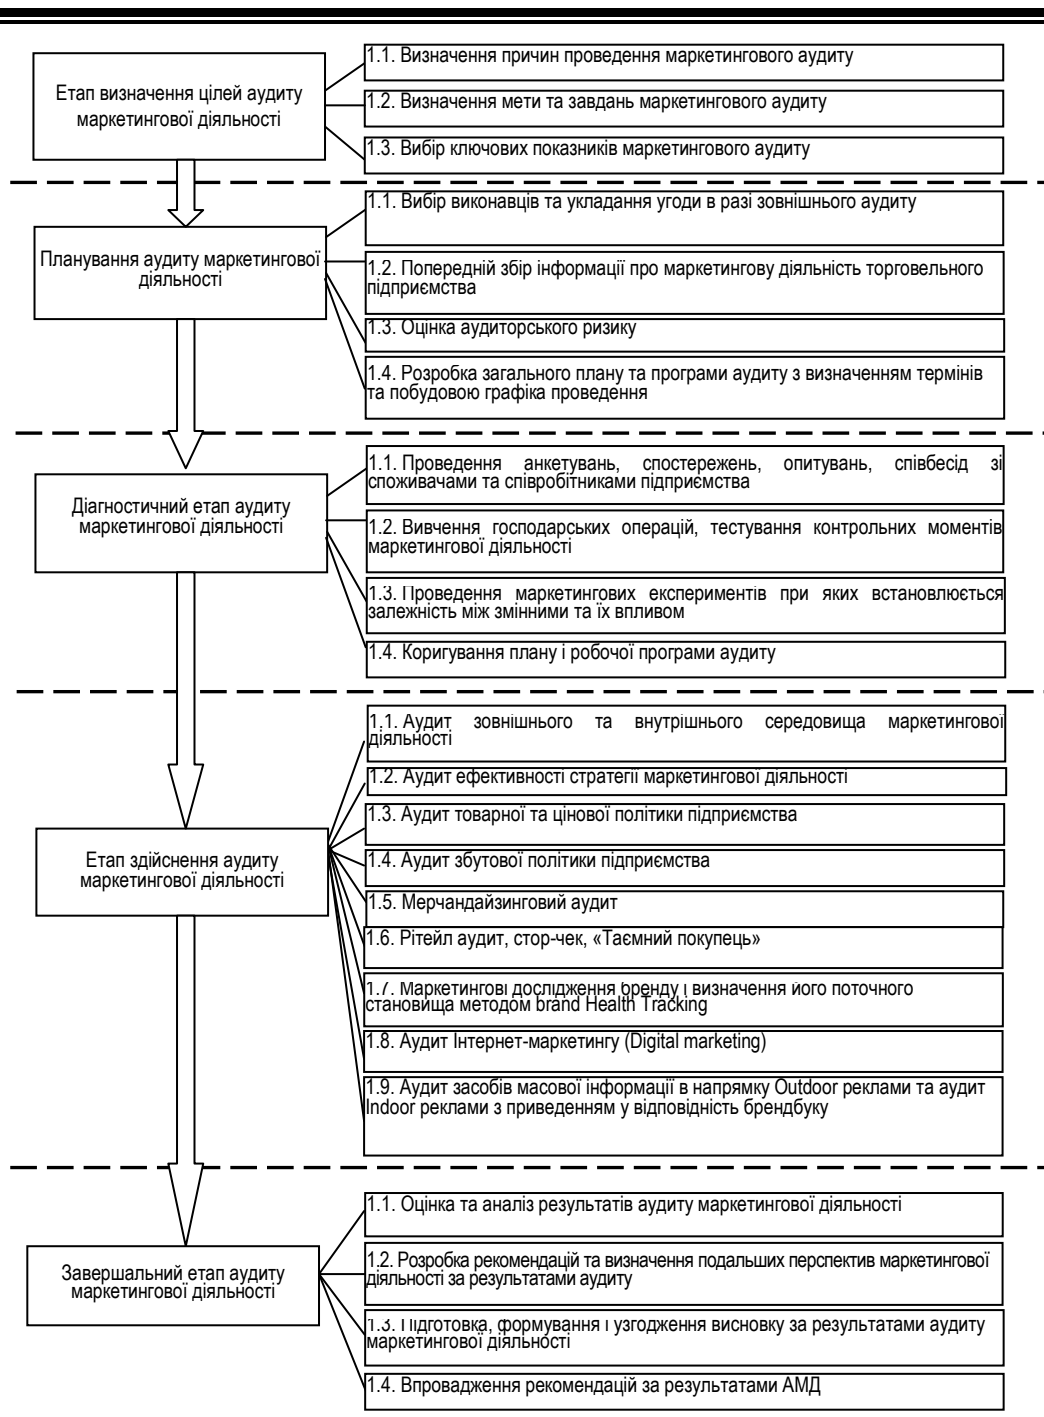 Етап визначення цілей аудиту
маркетингової діяльності
1.1. Визначення причин проведення маркетингового аудиту
1.2. Визначення мети та завдань маркетингового аудиту
1.3. Вибір ключових показників маркетингового аудиту
Планування аудиту маркетингової
діяльності
1.1. Вибір виконавців та укладання угоди в разі зовнішнього аудиту
1.2. Попередній збір інформації про маркетингову діяльність торговельного
підприємства
1.3. Оцінка аудиторського ризику
1.4. Розробка загального плану та програми аудиту з визначенням термінів
та побудовою графіка проведення
Діагностичний етап аудиту
маркетингової діяльності
1.1. Проведення анкетувань, спостережень, опитувань, співбесід зі
споживачами та співробітниками підприємства
1.2. Вивчення господарських операцій, тестування контрольних моментів
маркетингової діяльності
1.3. Проведення маркетингових експериментів при яких встановлюється
залежність між змінними та їх впливом
1.4. Коригування плану і робочої програми аудиту
Етап здійснення аудиту
маркетингової діяльності
1.1. Аудит зовнішнього та внутрішнього середовища маркетингової
діяльності
1.2. Аудит ефективності стратегії маркетингової діяльності
1.3. Аудит товарної та цінової політики підприємства
1.4. Аудит збутової політики підприємства
1.5. Мерчандайзинговий аудит
1.6. Рітейл аудит, стор-чек, «Таємний покупець»
1.7. Маркетингові дослідження бренду і визначення його поточного
становища методом brand Health Tracking
1.8. Аудит Інтернет-маркетингу (Digital marketing)
1.9. Аудит засобів масової інформації в напрямку Outdoor реклами та аудит
Indoor реклами з приведенням у відповідність брендбуку
Завершальний етап аудиту
маркетингової діяльності
1.1. Оцінка та аналіз результатів аудиту маркетингової діяльності
1.2. Розробка рекомендацій та визначення подальших перспектив маркетингової
діяльності за результатами аудиту
1.3. Підготовка, формування і узгодження висновку за результатами аудиту
маркетингової діяльності
1.4. Впровадження рекомендацій за результатами АМД